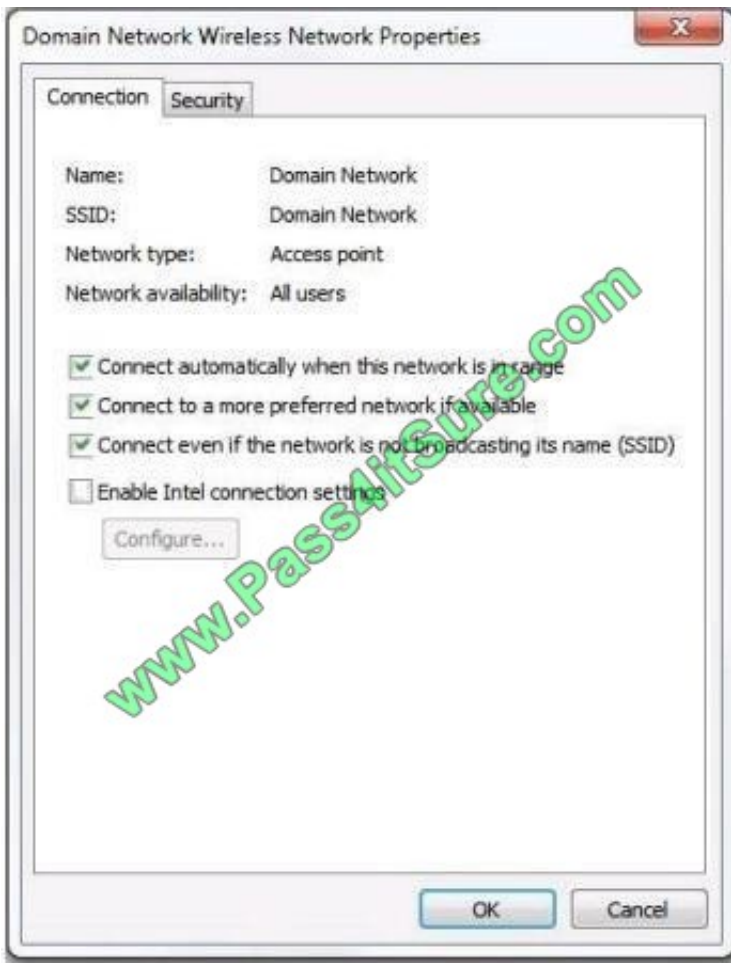 Domain Network Wireless Network Properties
Connection Security
Name: Domain Network
SSID: Domain Network
Network type: Access point
Network availability: All users
Connect automatically when this network is in range
Connect to a more preferred network if available
Connect even if the network is not broadcasting its name (SSID)
Enable Intel connection settings
Configure...
www.Pass4itSure.com
OK Cancel